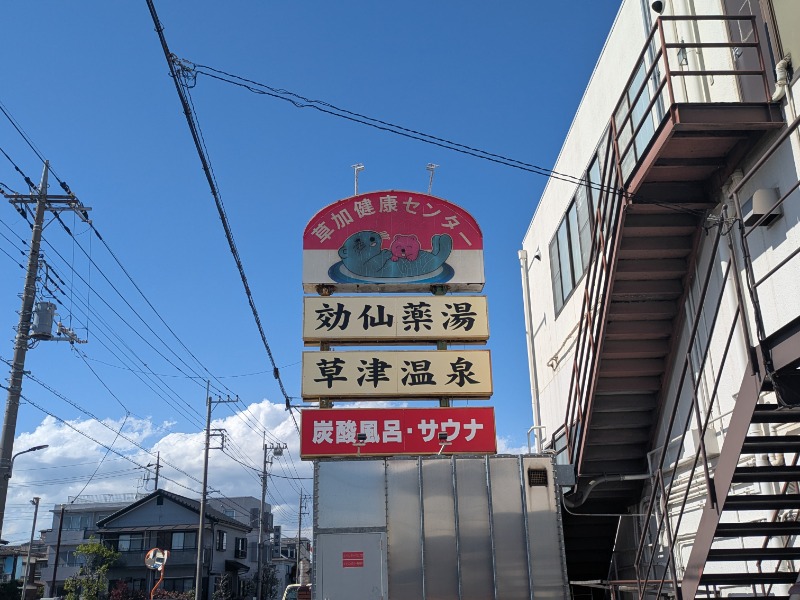 草加健康センター
効仙薬湯
草津温泉
炭酸風呂・サウナ